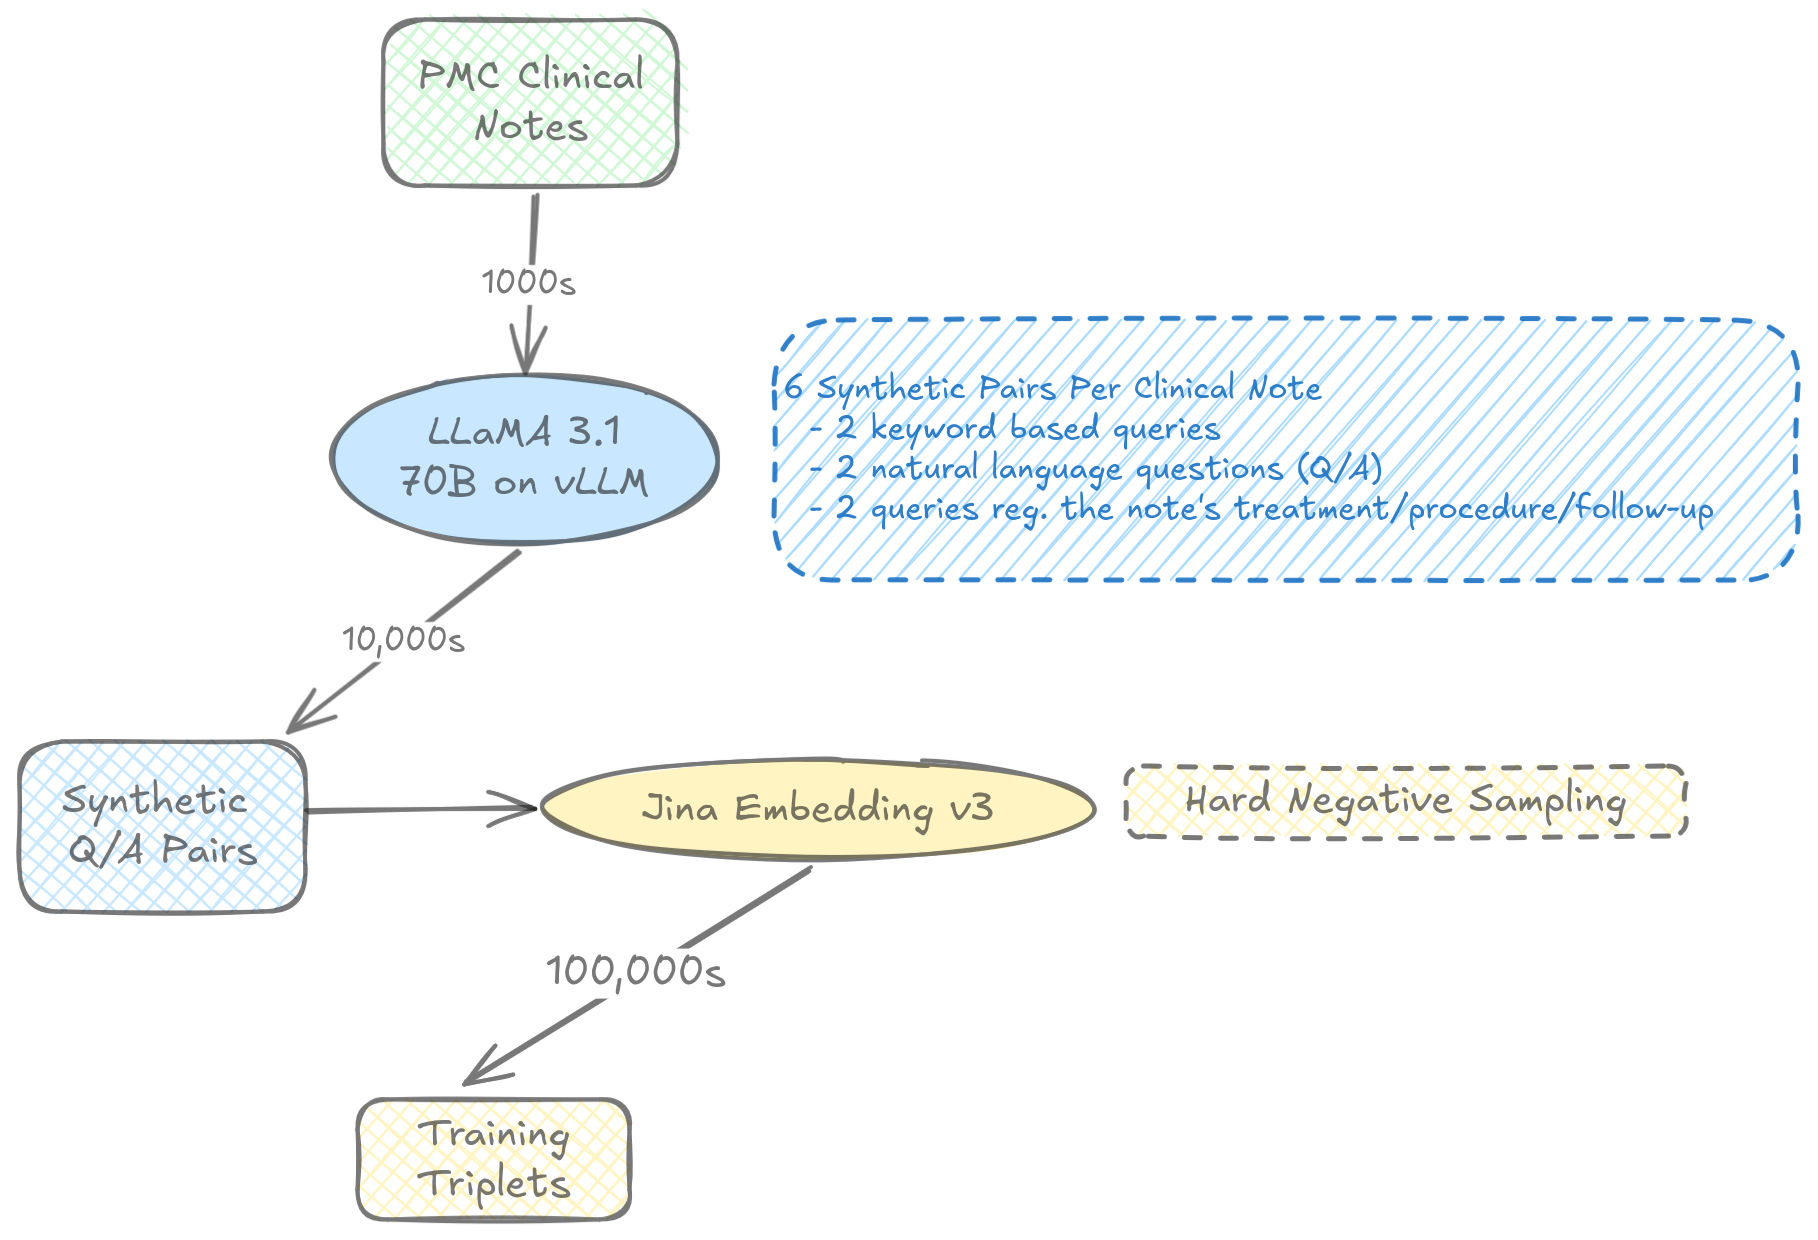 PMC Clinical
Notes
1000s
LLaMA 3.1
70B on vLLM
6 Synthetic Pairs Per Clinical Note
- 2 keyword based queries
- 2 natural language questions (Q/A)
- 2 queries reg. the note's treatment/procedure/follow-up
10,000s
Synthetic
Q/A Pairs
Jina Embedding v3
Hard Negative Sampling
100,000s
Training
Triplets